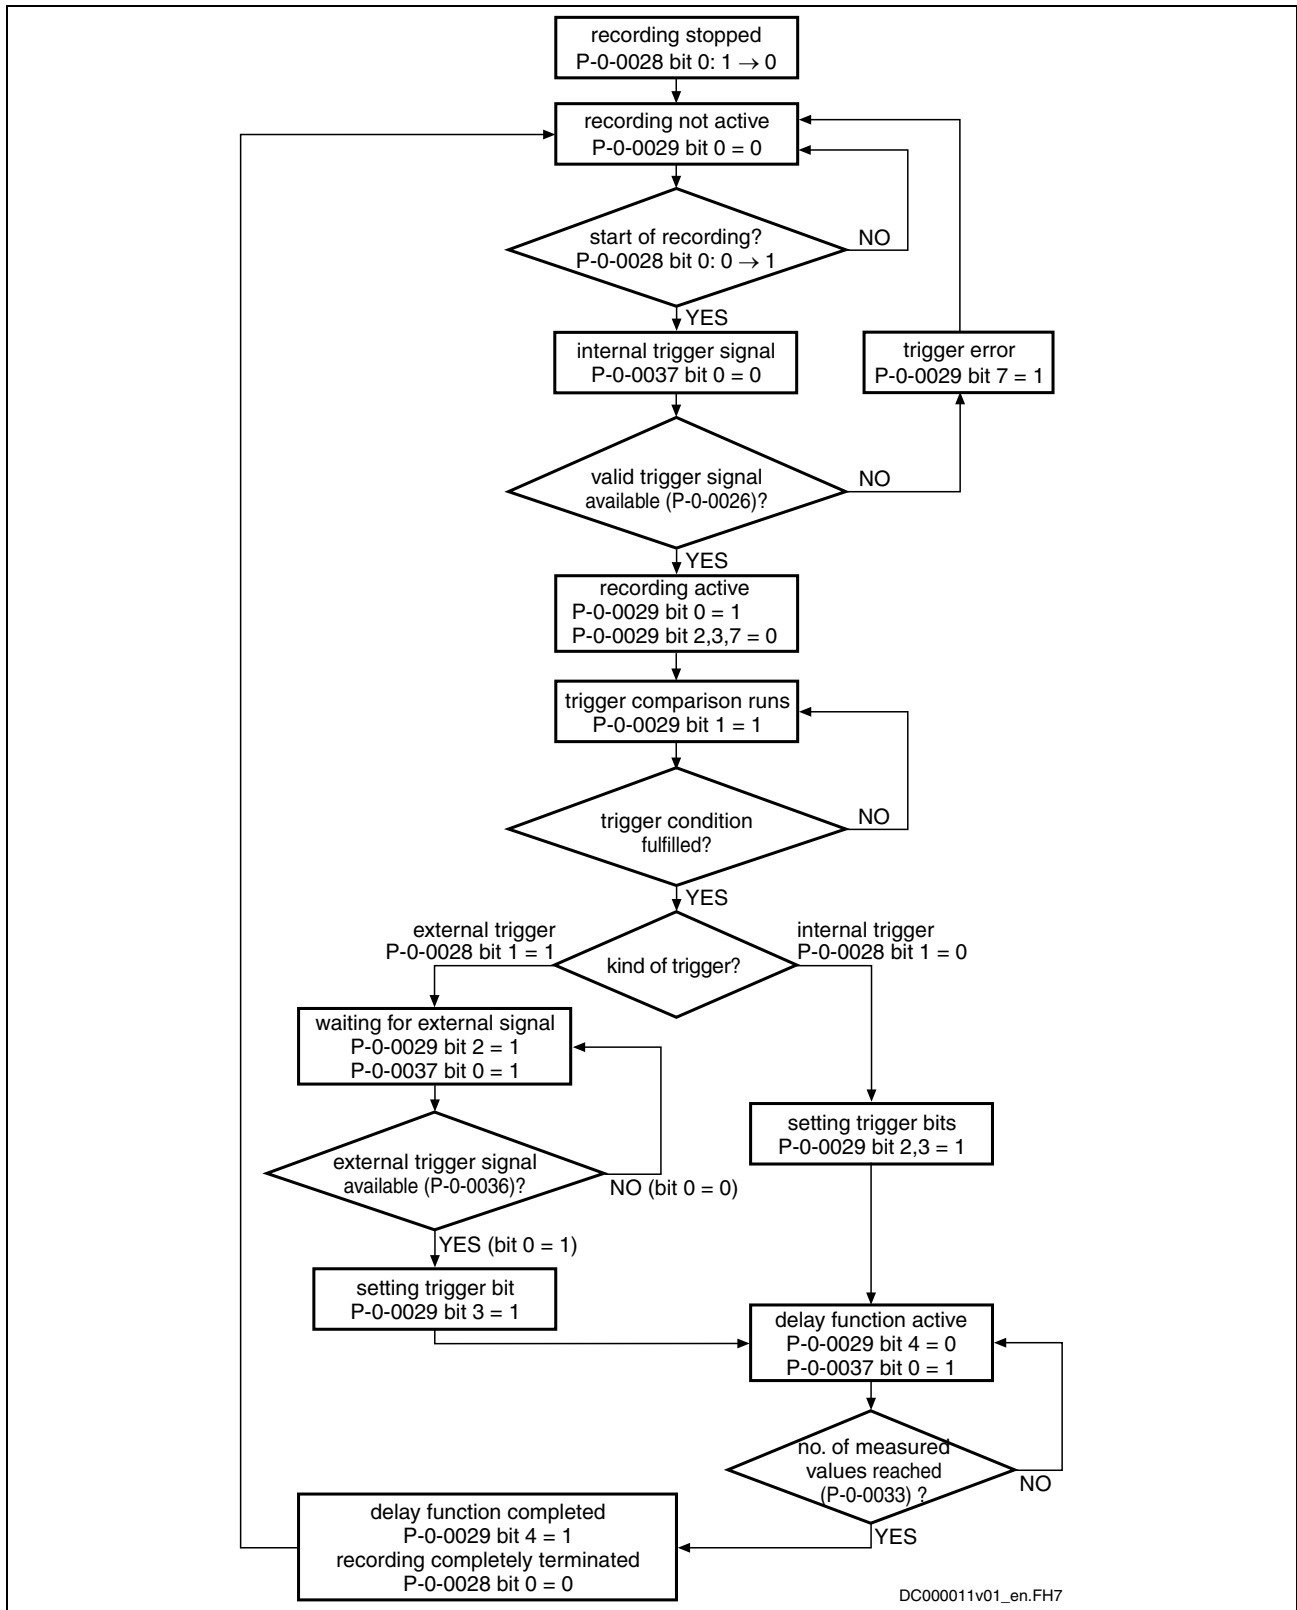 recording stopped
P-0-0028 bit 0: 1 → 0
recording not active
P-0-0029 bit 0 = 0
start of recording?
P-0-0028 bit 0: 0 → 1
NO
YES
internal trigger signal
P-0-0037 bit 0 = 0
trigger error
P-0-0029 bit 7 = 1
valid trigger signal
available (P-0-0026)?
NO
YES
recording active
P-0-0029 bit 0 = 1
P-0-0029 bit 2,3,7 = 0
trigger comparison runs
P-0-0029 bit 1 = 1
trigger condition
fulfilled?
NO
YES
external trigger
P-0-0028 bit 1 = 1
kind of trigger?
internal trigger
P-0-0028 bit 1 = 0
waiting for external signal
P-0-0029 bit 2 = 1
P-0-0037 bit 0 = 1
setting trigger bits
P-0-0029 bit 2,3 = 1
external trigger signal
available (P-0-0036)?
NO (bit 0 = 0)
YES (bit 0 = 1)
setting trigger bit
P-0-0029 bit 3 = 1
delay function active
P-0-0029 bit 4 = 0
P-0-0037 bit 0 = 1
no. of measured
values reached
(P-0-0033) ?
NO
YES
delay function completed
P-0-0029 bit 4 = 1
recording completely terminated
P-0-0028 bit 0 = 0
DC000011v01_en.FH7